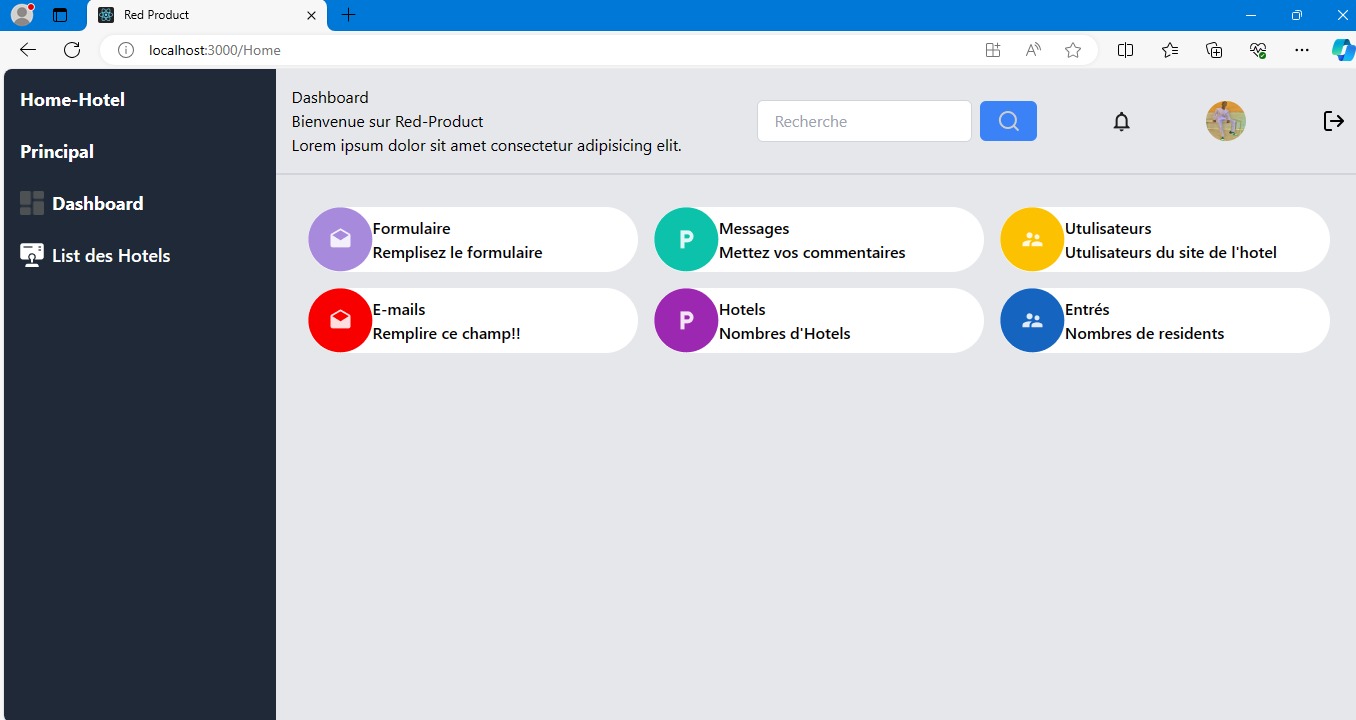 Red Product
localhost:3000/Home
Home-Hotel
Principal
Dashboard
List des Hotels
Dashboard
Bienvenue sur Red-Product
Lorem ipsum dolor sit amet consectetur adipisicing elit.
Recherche
Formulaire
Remplisez le formulaire
P
Messages
Mettez vos commentaires
Utulisateurs
Utulisateurs du site de l'hotel
E-mails
Remplire ce champ!!
P
Hotels
Nombres d'Hotels
Entrés
Nombres de residents